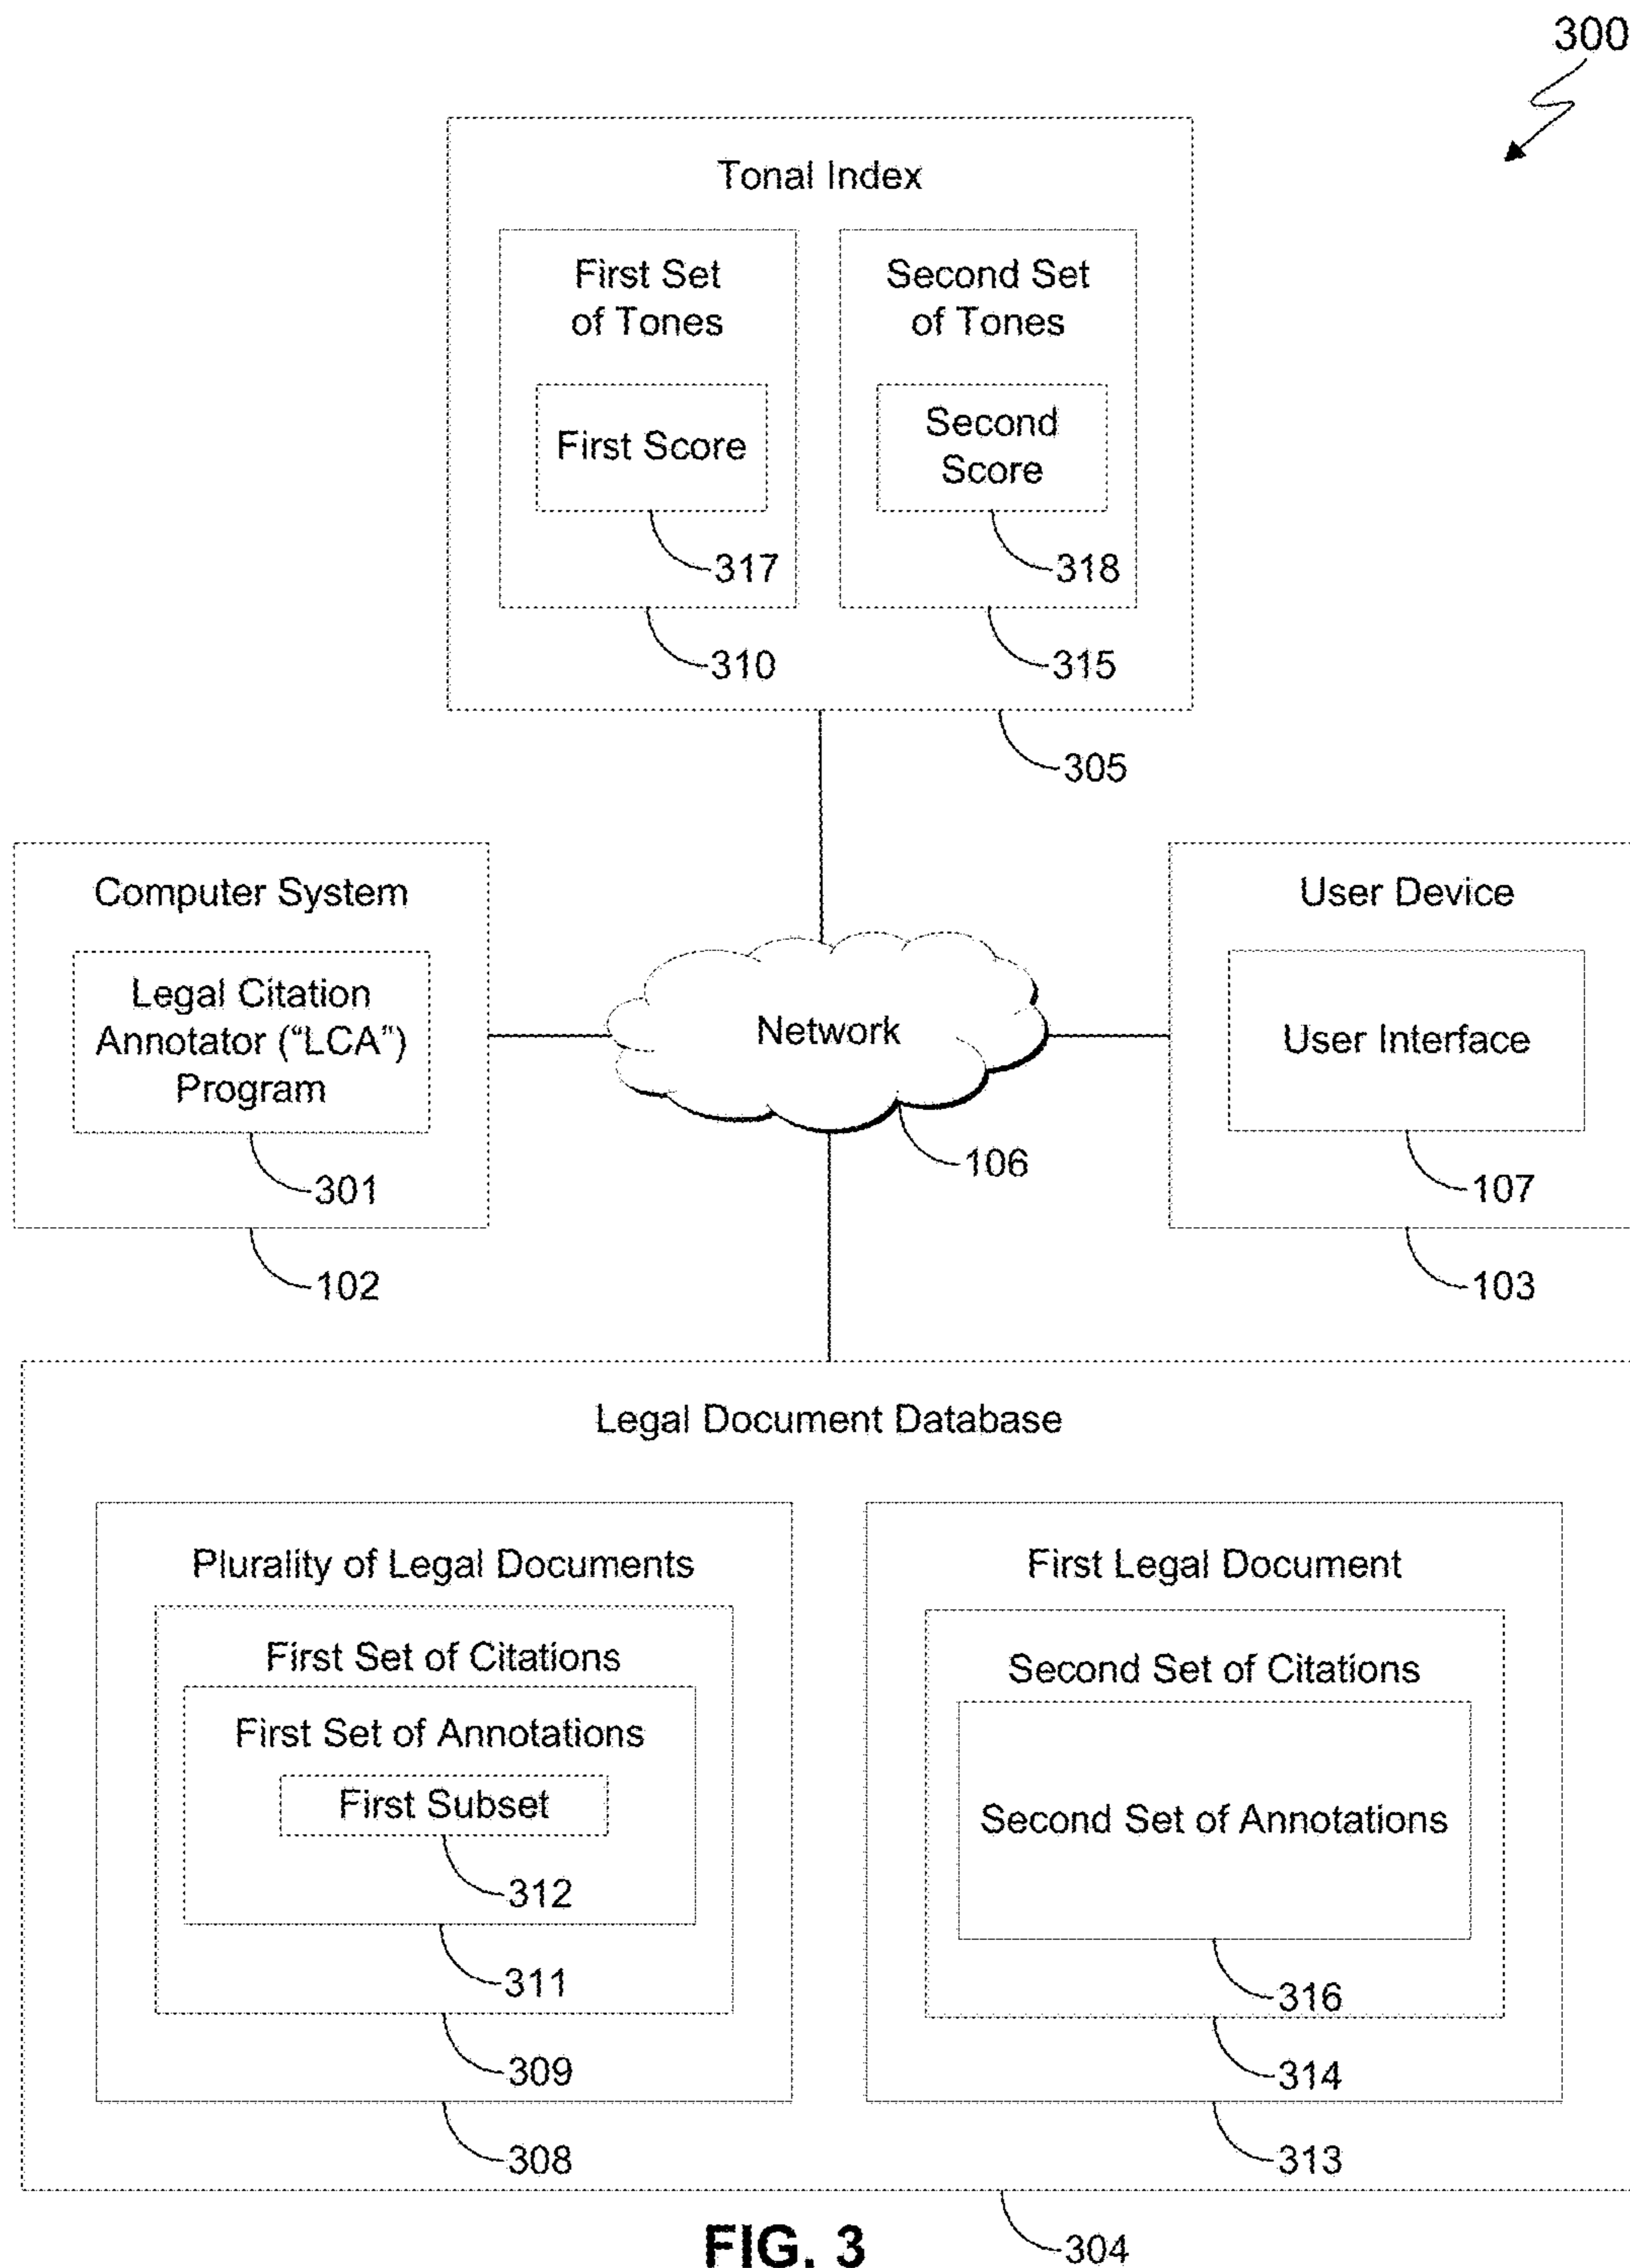 300
Tonal Index
First Set
of Tones
Second Set
of Tones
First Score
Second
Score
317
318
310
315
305
Computer System
Legal Citation
Annotator (“LCA”)
Program
301
102
Network
106
User Device
User Interface
107
103
Legal Document Database
Plurality of Legal Documents
First Set of Citations
First Set of Annotations
First Subset
312
311
309
308
First Legal Document
Second Set of Citations
Second Set of Annotations
316
314
313
304
FIG. 3